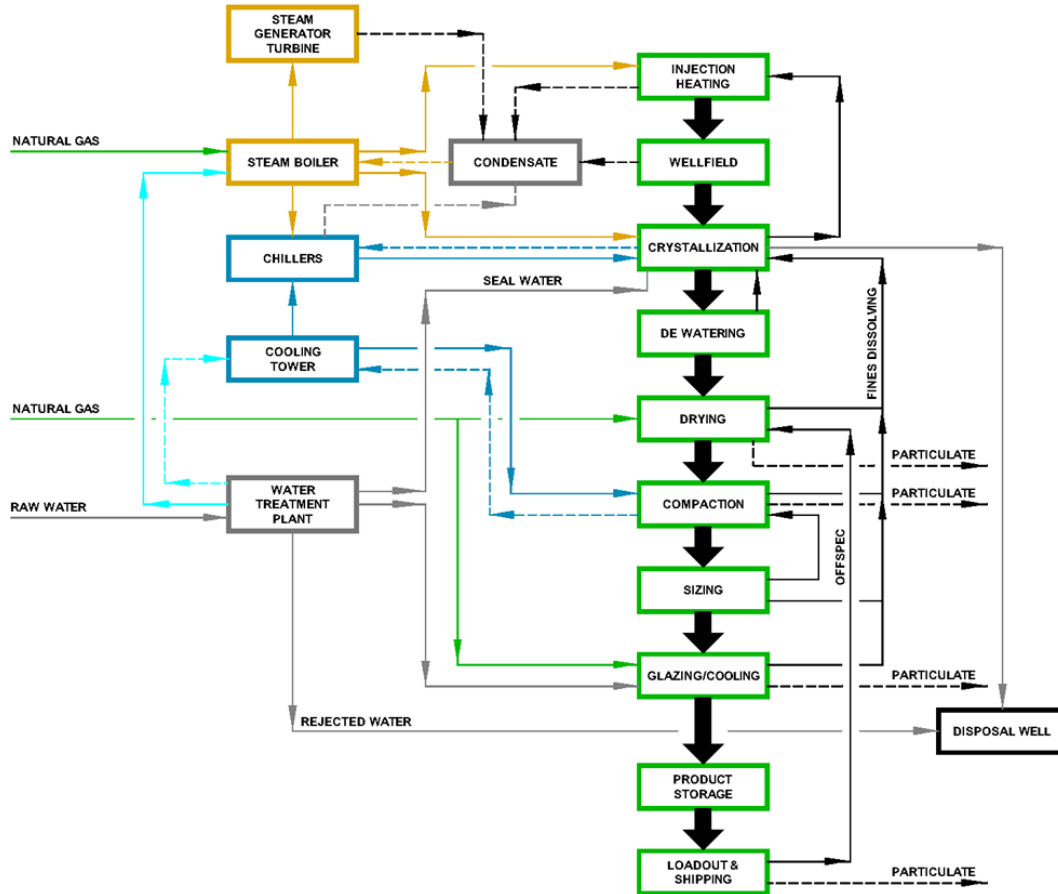 STEAM
GENERATOR
TURBINE
INJECTION
HEATING
NATURAL GAS
STEAM BOILER
CONDENSATE
WELLFIELD
CHILLERS
CRYSTALLIZATION
SEAL WATER
FINES DISSOLVING
COOLING
TOWER
DE WATERING
NATURAL GAS
DRYING
PARTICULATE
WATER
TREATMENT
PLANT
RAW WATER
COMPACTION
PARTICULATE
OFFSPEC
SIZING
GLAZING/COOLING
PARTICULATE
REJECTED WATER
DISPOSAL WELL
PRODUCT
STORAGE
LOADOUT &
SHIPPING
PARTICULATE